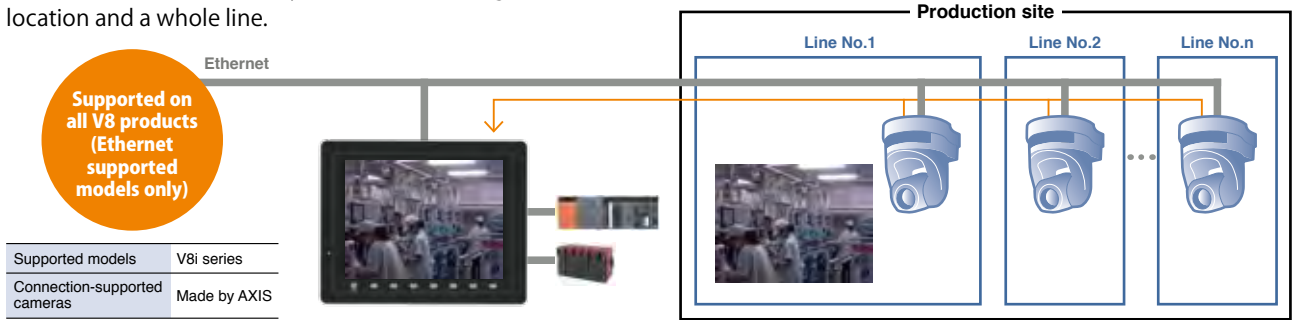 location and a whole line.
Production site
Line No.1
Line No.2
Line No.n
Ethernet
Supported on
all V8 products
(Ethernet
supported
models only)
Supported models V8i series
Connection-supported
cameras
Made by AXIS